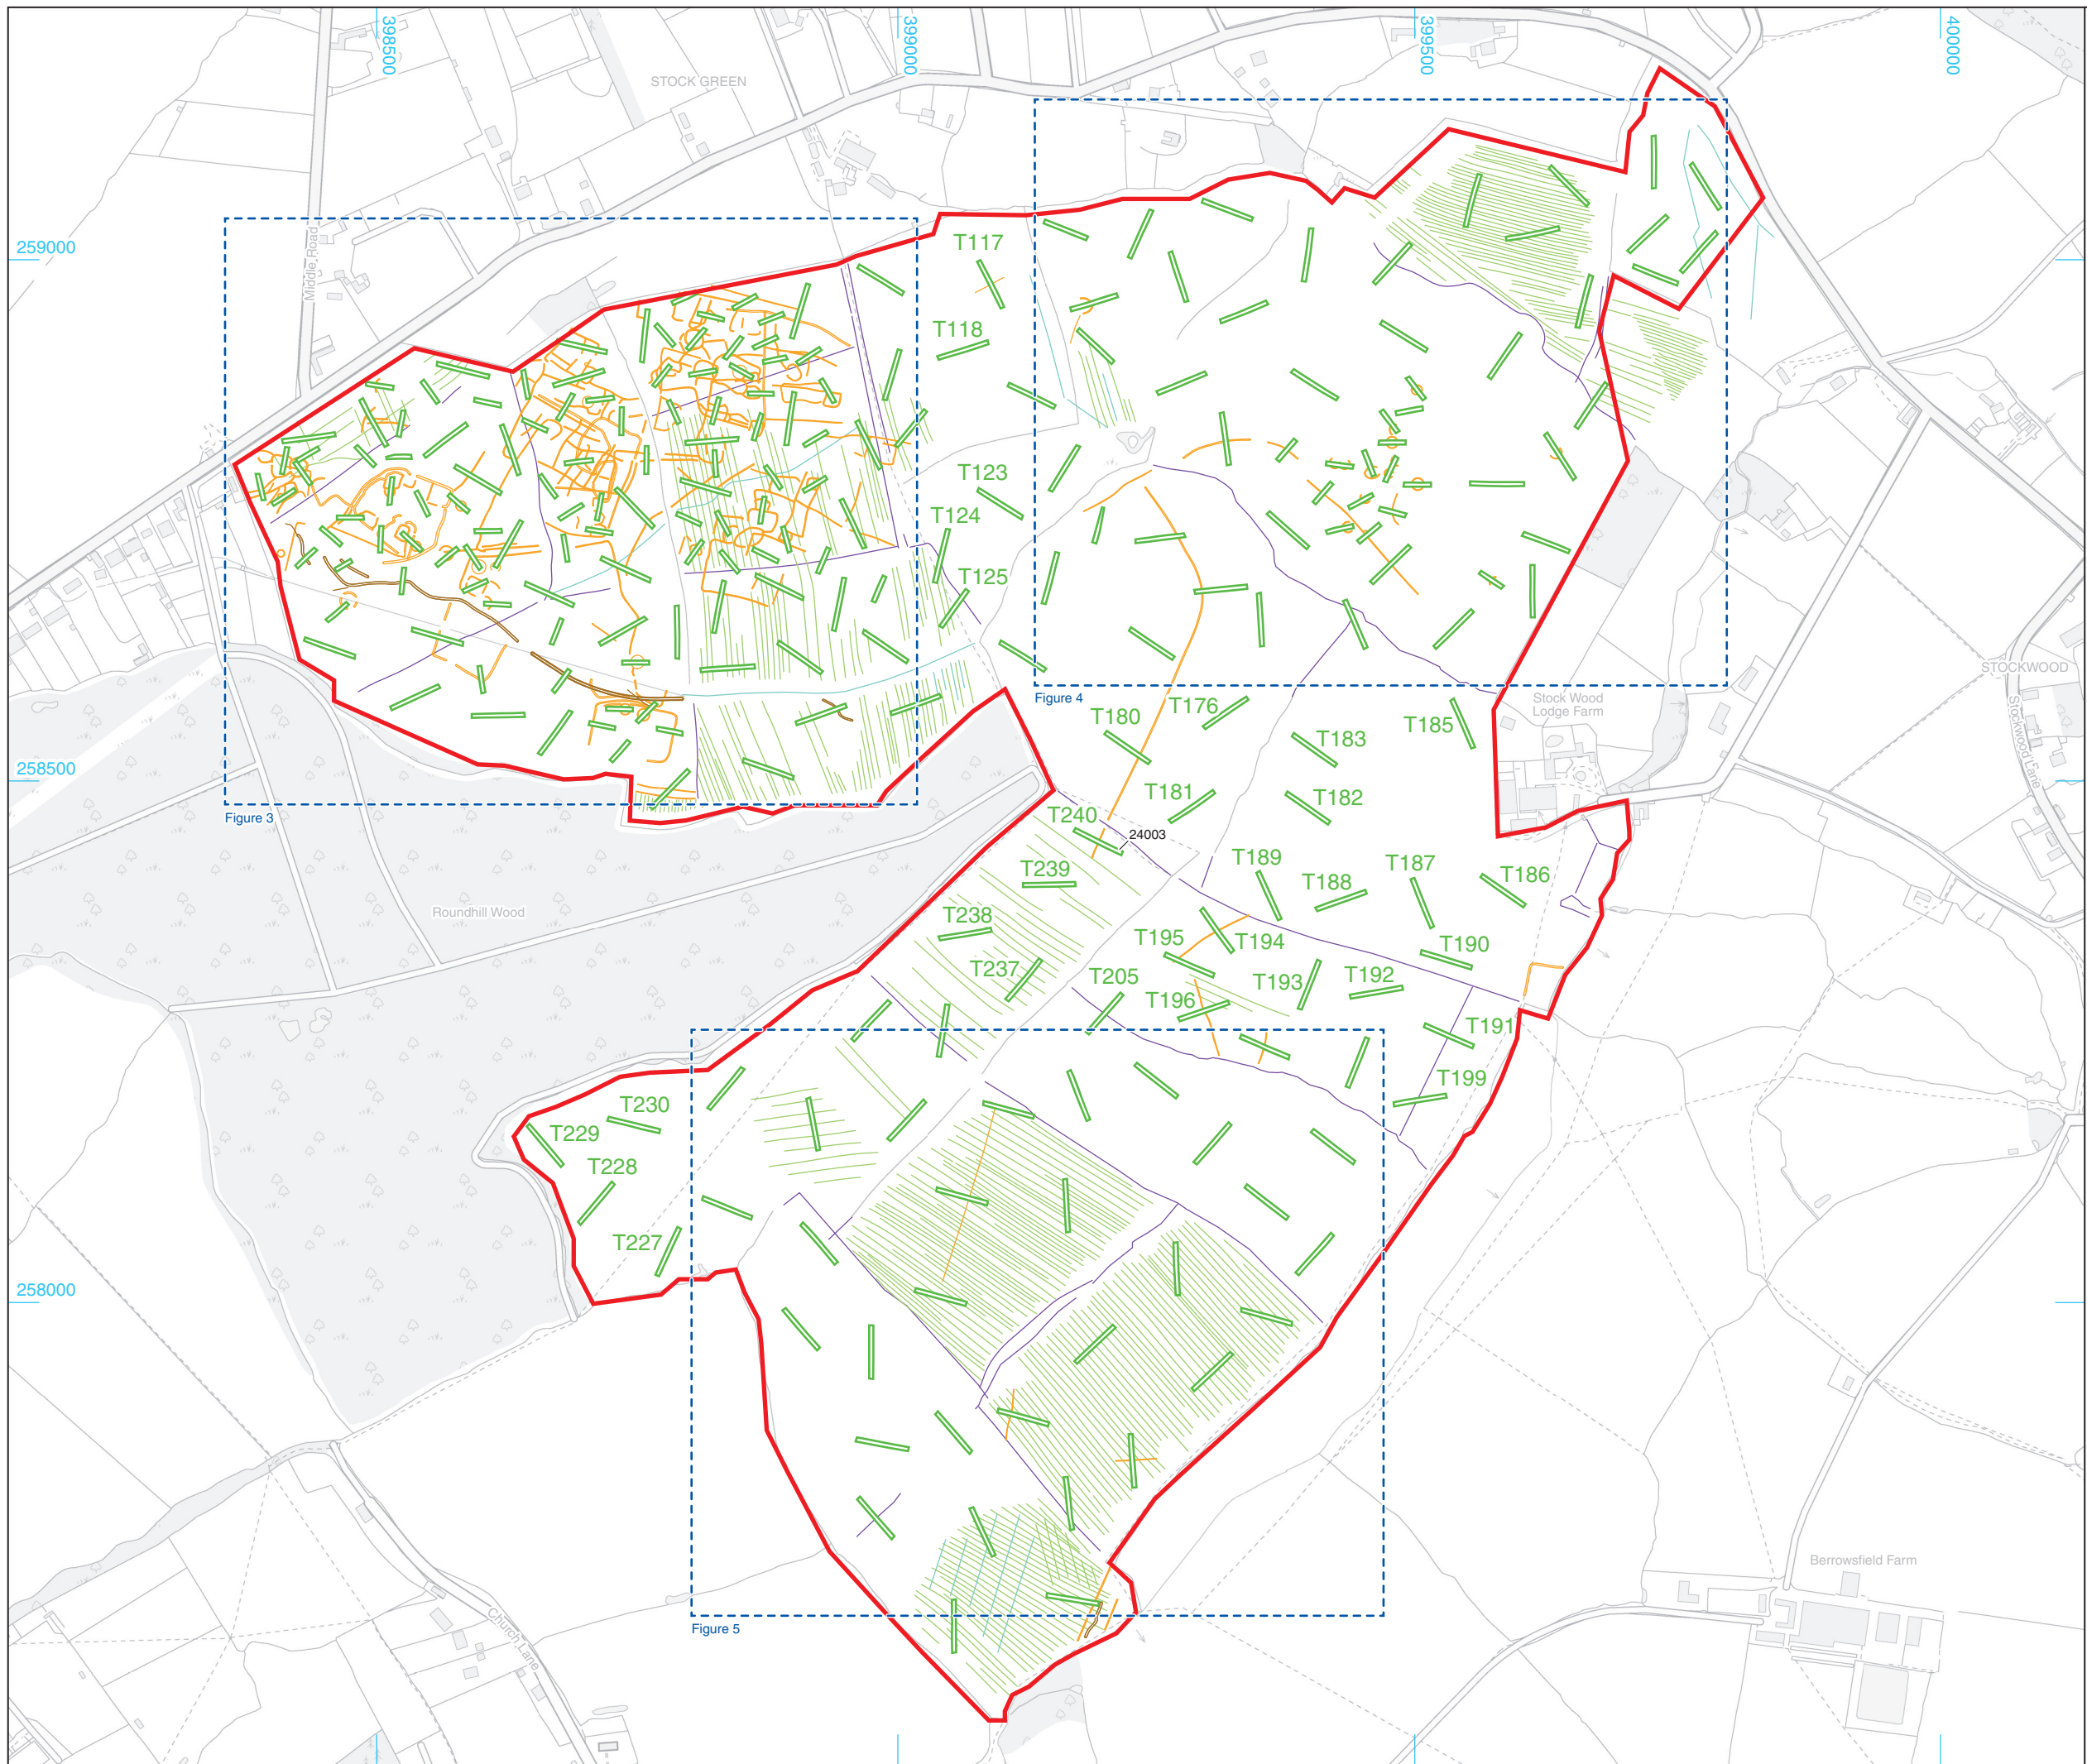 398500
399000
399500
400000
STOCK GREEN
Middle Road
259000
T117
T118
T123
T124
T125
STOCKWOOD
Stockwood Lane
Figure 4
Stock Wood
Lodge Farm
T176
T180
T185
T183
258500
T181
T182
Figure 3
T240
24003
T239
T189
T188
T187
T186
Roundhill Wood
T238
T195
T194
T190
T237
T205
T196
T193
T192
T191
T199
T230
T229
T228
T227
258000
Berrowsfield Farm
Church Lane
Figure 5